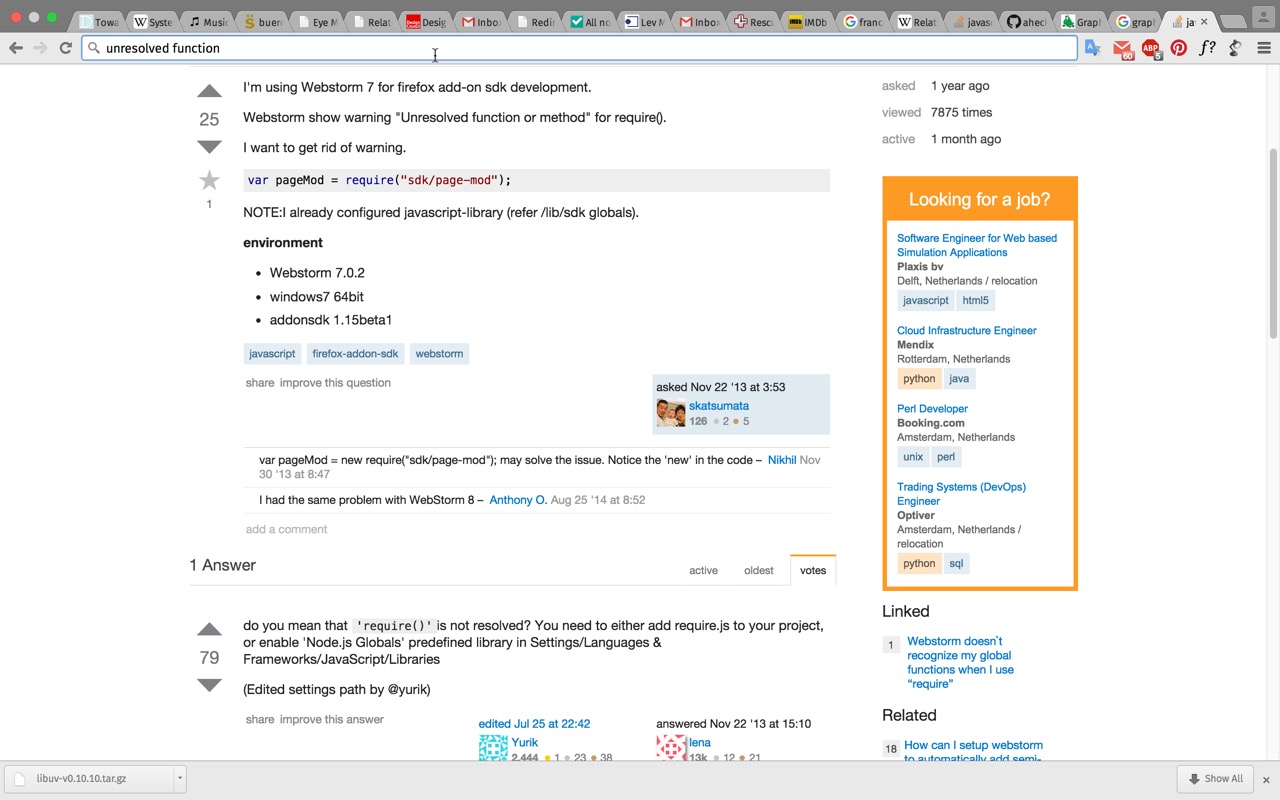 Towa
Syste
Music
buen
Eye M
Relat
Desig
Inbo
Redir
All no
Lev M
Inbo
Rescu
IMDb
franc
Relat
javas
ahec
Grap
grap
ja
unresolved function
60
ABP
5
f?
I'm using Webstorm 7 for firefox add-on sdk development.
25
Webstorm show warning "Unresolved function or method" for require().
I want to get rid of warning.
var pageMod = require("sdk/page-mod");
1
NOTE:I already configured javascript-library (refer /lib/sdk globals).
environment
• Webstorm 7.0.2
• windows7 64bit
• addonsdk 1.15beta1
javascript firefox-addon-sdk webstorm
share improve this question
asked Nov 22 '13 at 3:53
skatsumata
126 ● 2 ● 5
var pageMod = new require("sdk/page-mod"); may solve the issue. Notice the 'new' in the code – Nikhil Nov
30 '13 at 8:47
I had the same problem with WebStorm 8 – Anthony O. Aug 25 '14 at 8:52
add a comment
1 Answer
active oldest votes
do you mean that 'require()' is not resolved? You need to either add require.js to your project,
or enable 'Node.js Globals' predefined library in Settings/Languages &
Frameworks/JavaScript/Libraries
79
(Edited settings path by @yurik)
share improve this answer
edited Jul 25 at 22:42
Yurik
2,444 ● 1 ● 23 ● 38
answered Nov 22 '13 at 15:10
lena
13k ● 12 ● 21
asked 1 year ago
viewed 7875 times
active 1 month ago
Looking for a job?
Software Engineer for Web based
Simulation Applications
Plaxis bv
Delft, Netherlands / relocation
javascript html5
Cloud Infrastructure Engineer
Mendix
Rotterdam, Netherlands
python java
Perl Developer
Booking.com
Amsterdam, Netherlands
unix perl
Trading Systems (DevOps)
Engineer
Optiver
Amsterdam, Netherlands /
relocation
python sql
Linked
1 Webstorm doesn`t
recognize my global
functions when I use
“require”
Related
18 How can I setup webstorm
to automatically add semi-
libuv-v0.10.10.tar.gz
Show All